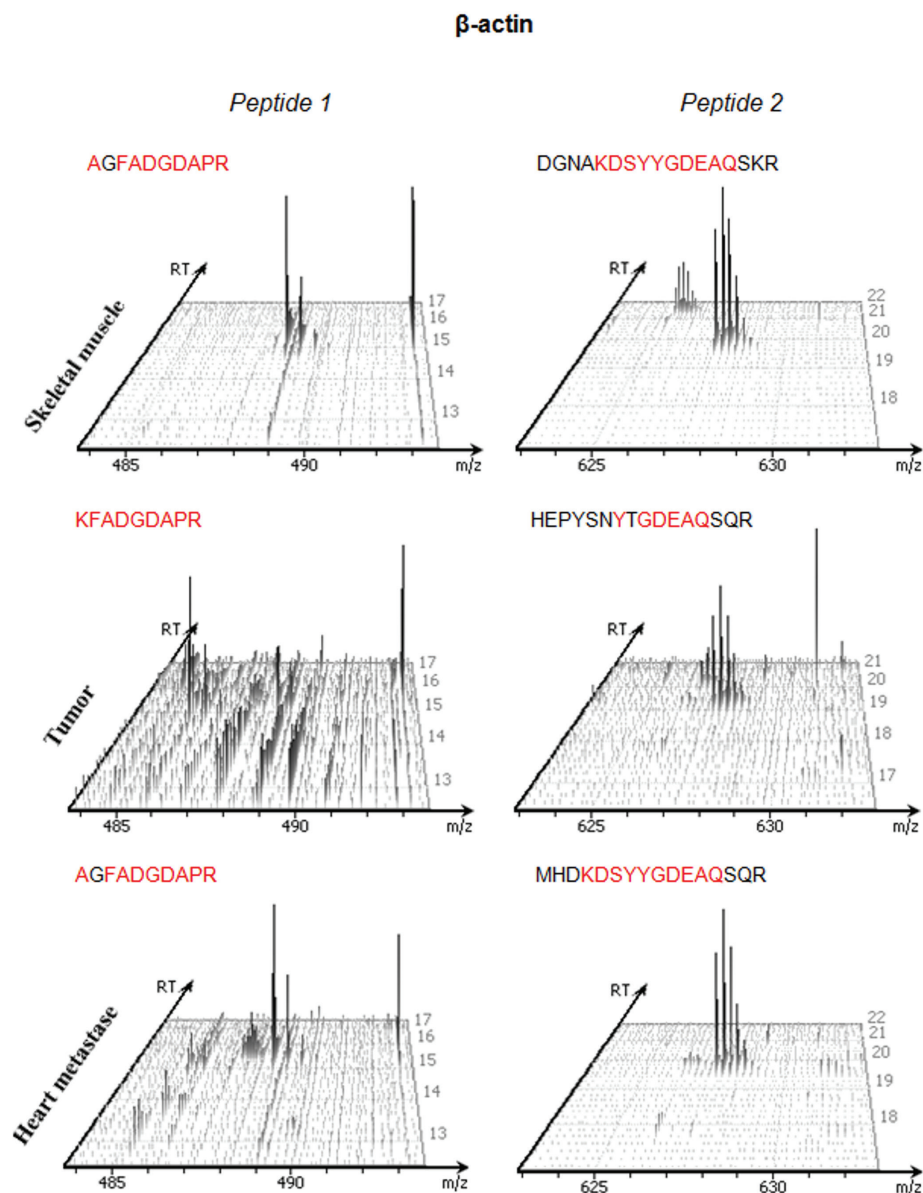 β-actin
Peptide 1
Peptide 2
AGFADGDAPR
DGNAKDSYYGDEAQSKR
Skeletal muscle
RT
17
16
15
14
13
485
490
m/z
RT
22
21
20
19
18
625
630
m/z
KFADGDAPR
HEPYSNYTGDEAQSQR
Tumor
RT
17
16
15
14
13
485
490
m/z
RT
21
20
19
18
17
625
630
m/z
AGFADGDAPR
MHDKDSYYGDEAQSQR
Heart metastase
RT
17
16
15
14
13
485
490
m/z
RT
22
21
20
19
18
625
630
m/z